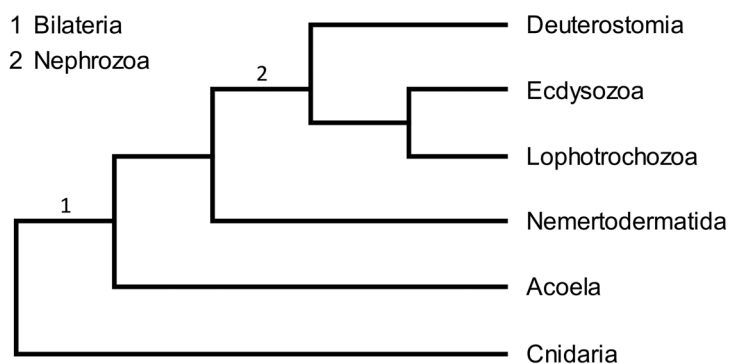 1 Bilateria
2 Nephrozoa
Deuterostomia
2
Ecdysozoa
Lophotrochozoa
1
Nemertodermatida
Acoela
Cnidaria